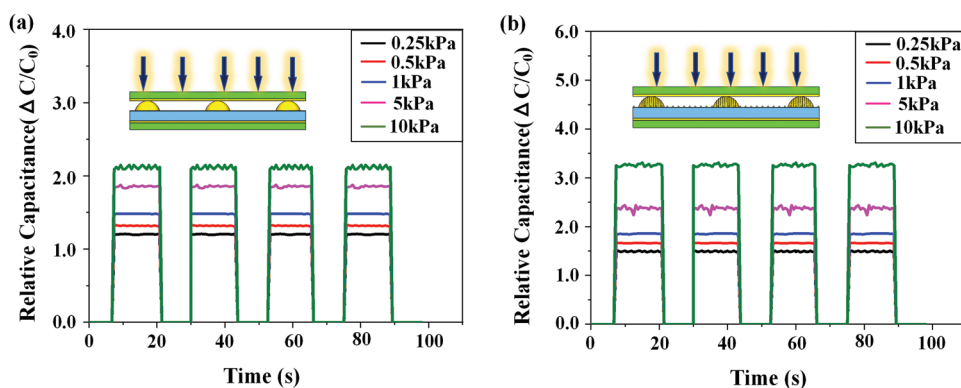 (a)
Relative Capacitance( Δ C/C₀)
4.0
3.0
2.0
1.0
0.0
0.25kPa
0.5kPa
1kPa
5kPa
10kPa
0 20 40 60 80 100
Time (s)
(b)
Relative Capacitance( Δ C/C₀)
6.0
5.0
4.0
3.0
2.0
1.0
0.0
0.25kPa
0.5kPa
1kPa
5kPa
10kPa
0 20 40 60 80 100
Time (s)